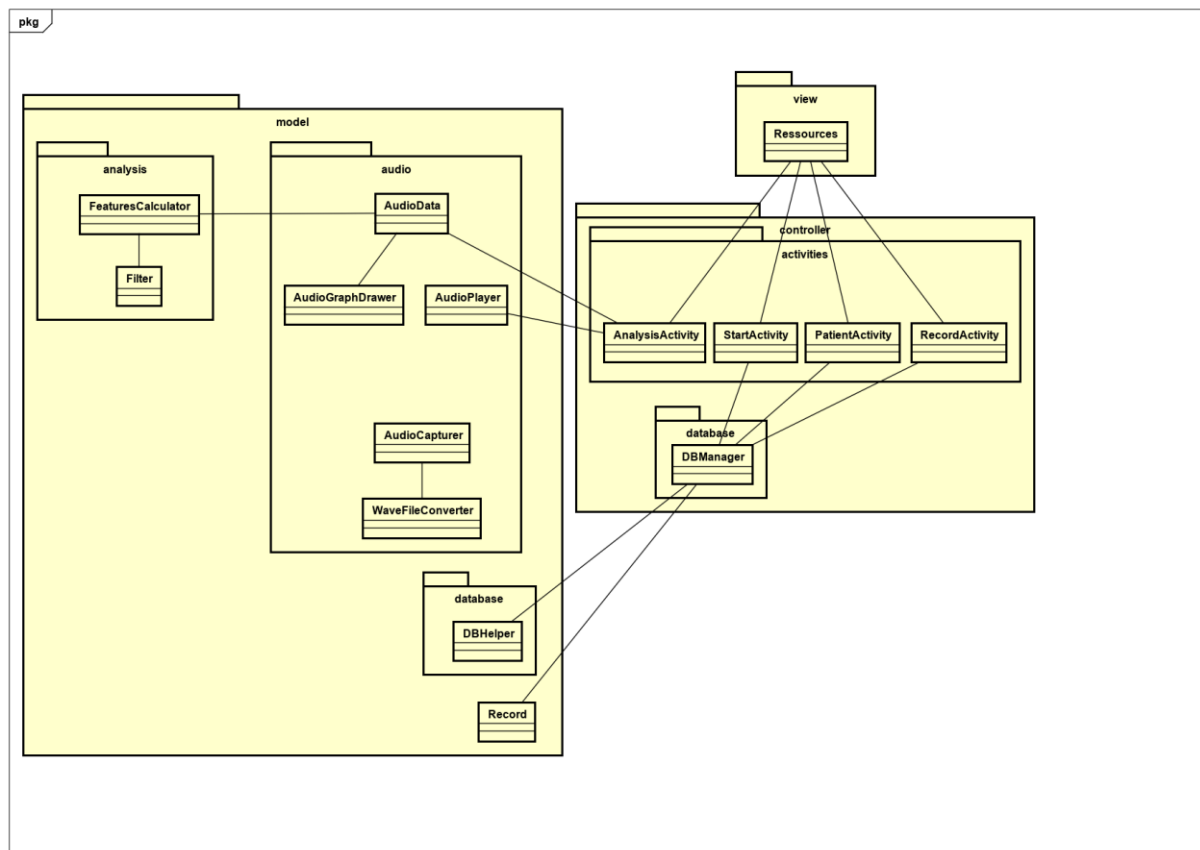 pkg
view
Ressources
model
analysis
FeaturesCalculator
Filter
audio
AudioData
AudioGraphDrawer
AudioPlayer
AudioCapturer
WaveFileConverter
database
DBHelper
Record
controller
activities
AnalysisActivity
StartActivity
PatientActivity
RecordActivity
database
DBManager